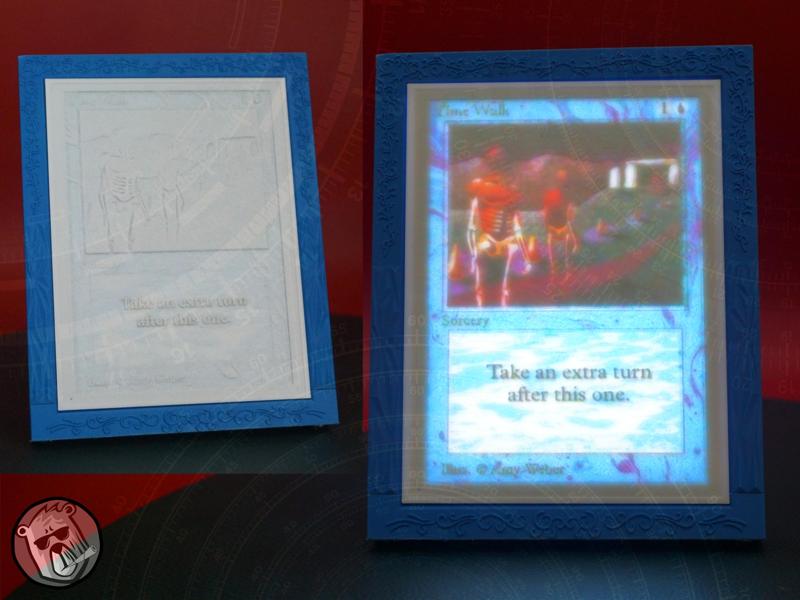 Take an extra turn
after this one.
Time Walk 1
Sorcery
Take an extra turn
after this one.
Illus. © Amy Weber